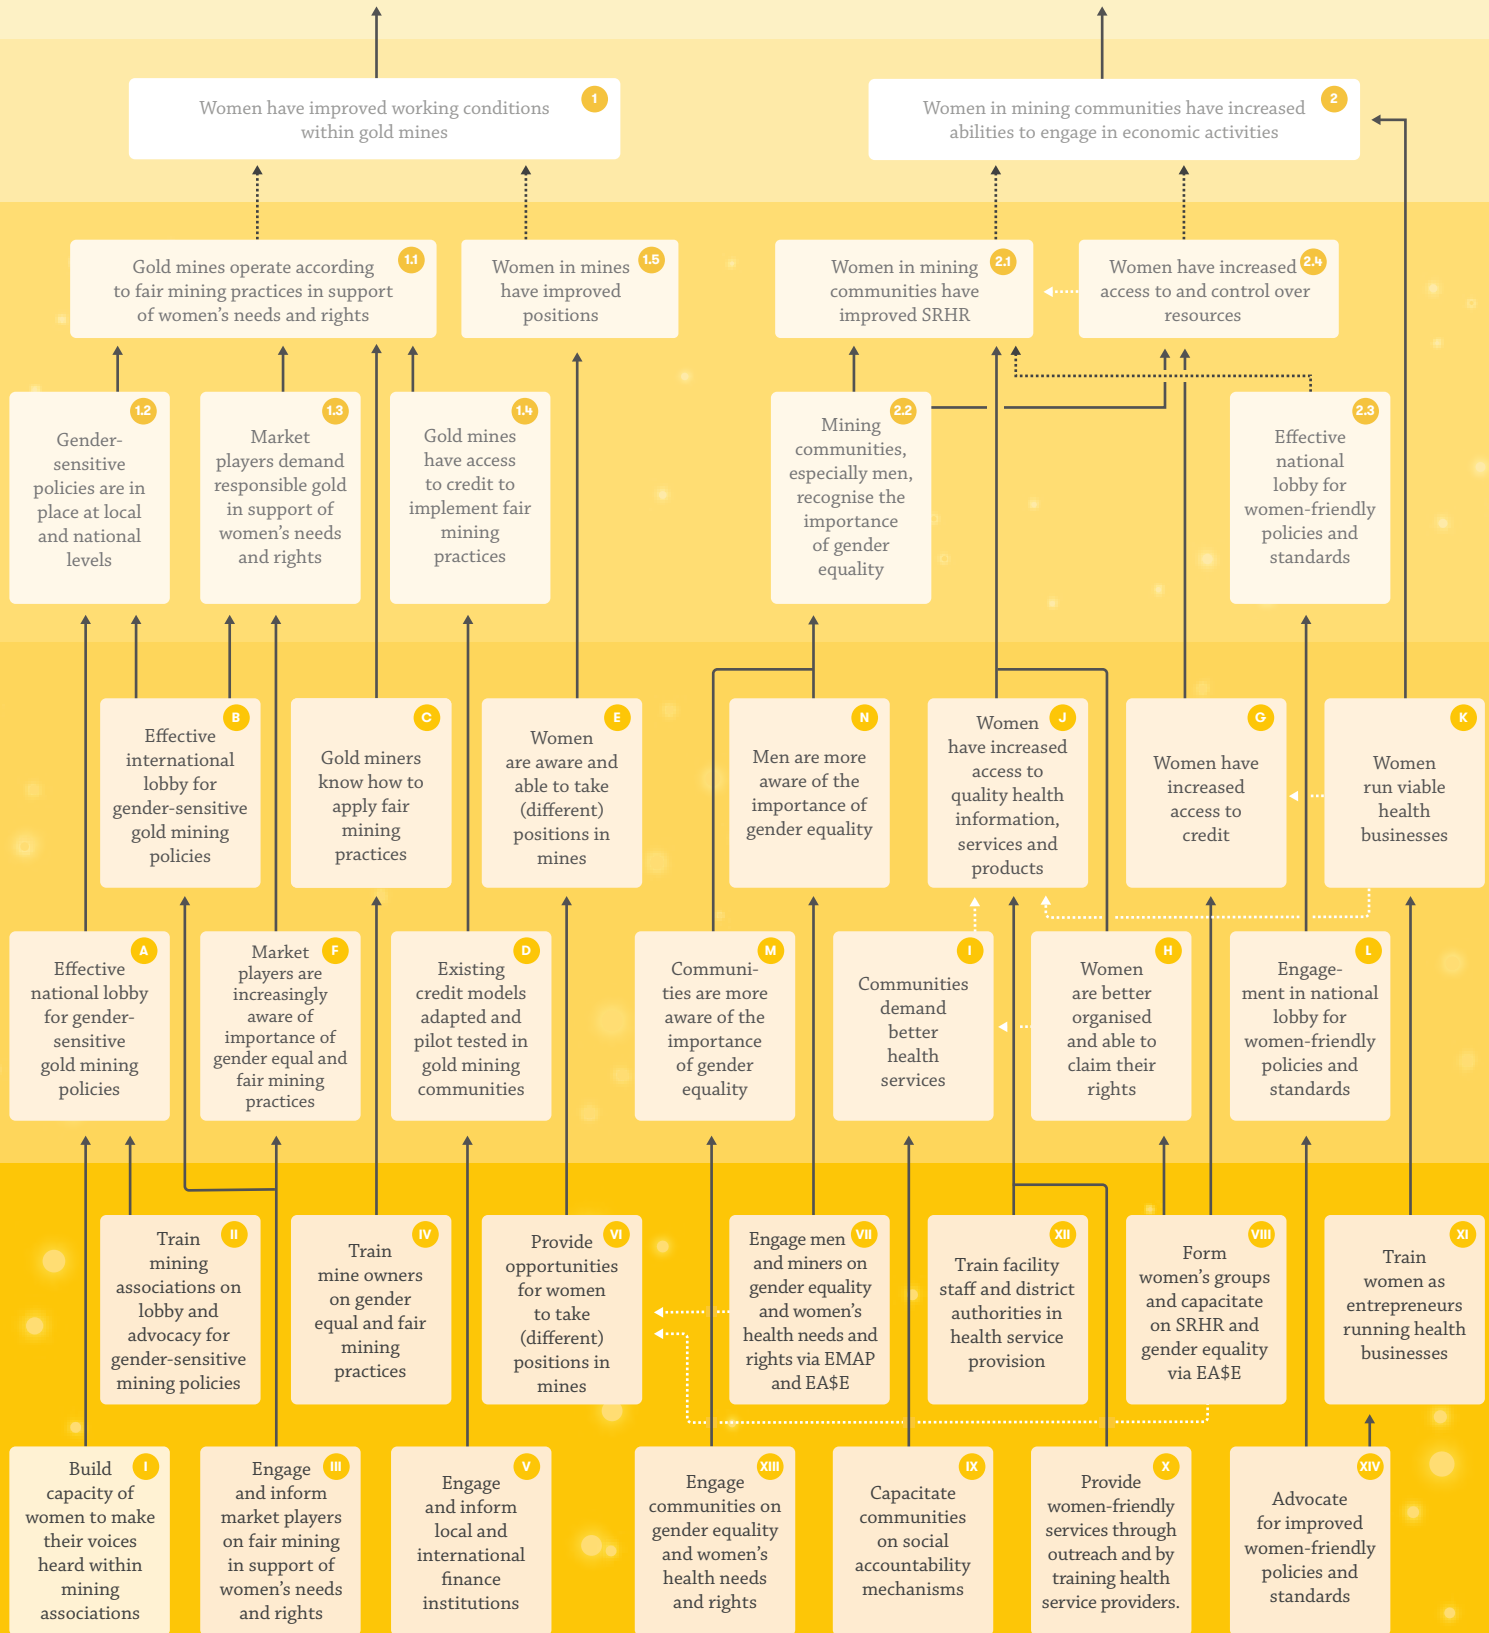 Women have improved working conditions
within gold mines
1
Women in mining communities have increased
abilities to engage in economic activities
2
Gold mines operate according
to fair mining practices in support
of women's needs and rights
1.1
Women in mines
have improved
positions
1.5
Women in mining
communities have
improved SRHR
2.1
Women have increased
access to and control over
resources
2.4
Gender-
sensitive
policies are in
place at local
and national
levels
1.2
Market
players demand
responsible gold
in support of
women's needs
and rights
1.3
Gold mines
have access
to credit to
implement fair
mining
practices
1.4
Mining
communities,
especially men,
recognise the
importance
of gender
equality
2.2
Effective
national
lobby for
women-friendly
policies and
standards
2.3
Effective
international
lobby for
gender-sensitive
gold mining
policies
B
Gold miners
know how to
apply fair
mining
practices
C
Women
are aware and
able to take
(different)
positions in
mines
E
Men are more
aware of the
importance of
gender equality
N
Women
have increased
access to
quality health
information,
services and
products
J
Women have
increased
access to
credit
G
Women
run viable
health
businesses
K
Effective
national lobby
for gender-
sensitive
gold mining
policies
A
Market
players are
increasingly
aware of
importance of
gender equal and
fair mining
practices
F
Existing
credit models
adapted and
pilot tested in
gold mining
communities
D
Communi-
ties are more
aware of the
importance
of gender
equality
M
Communities
demand
better
health
services
I
Women
are better
organised
and able to
claim their
rights
H
Engage-
ment in national
lobby for
women-friendly
policies and
standards
L
Train
mining
associations on
lobby and
advocacy for
gender-sensitive
mining policies
II
Train
mine owners
on gender
equal and fair
mining
practices
IV
Provide
opportunities
for women
to take
(different)
positions in
mines
VI
Engage men
and miners on
gender equality
and women's
health needs and
rights via EMAP
and EA$E
VII
Train facility
staff and district
authorities in
health service
provision
XII
Form
women's groups
and capacitate
on SRHR and
gender equality
via EA$E
VIII
Train
women as
entrepreneurs
running health
businesses
XI
Build
capacity of
women to make
their voices
heard within
mining
associations
I
Engage
and inform
market players
on fair mining
in support of
women's needs
and rights
III
Engage
and inform
local and
international
finance
institutions
V
Engage
communities on
gender equality
and women's
health needs
and rights
XIII
Capacitate
communities
on social
accountability
mechanisms
IX
Provide
women-friendly
services through
outreach and by
training health
service providers.
X
Advocate
for improved
women-friendly
policies and
standards
XIV